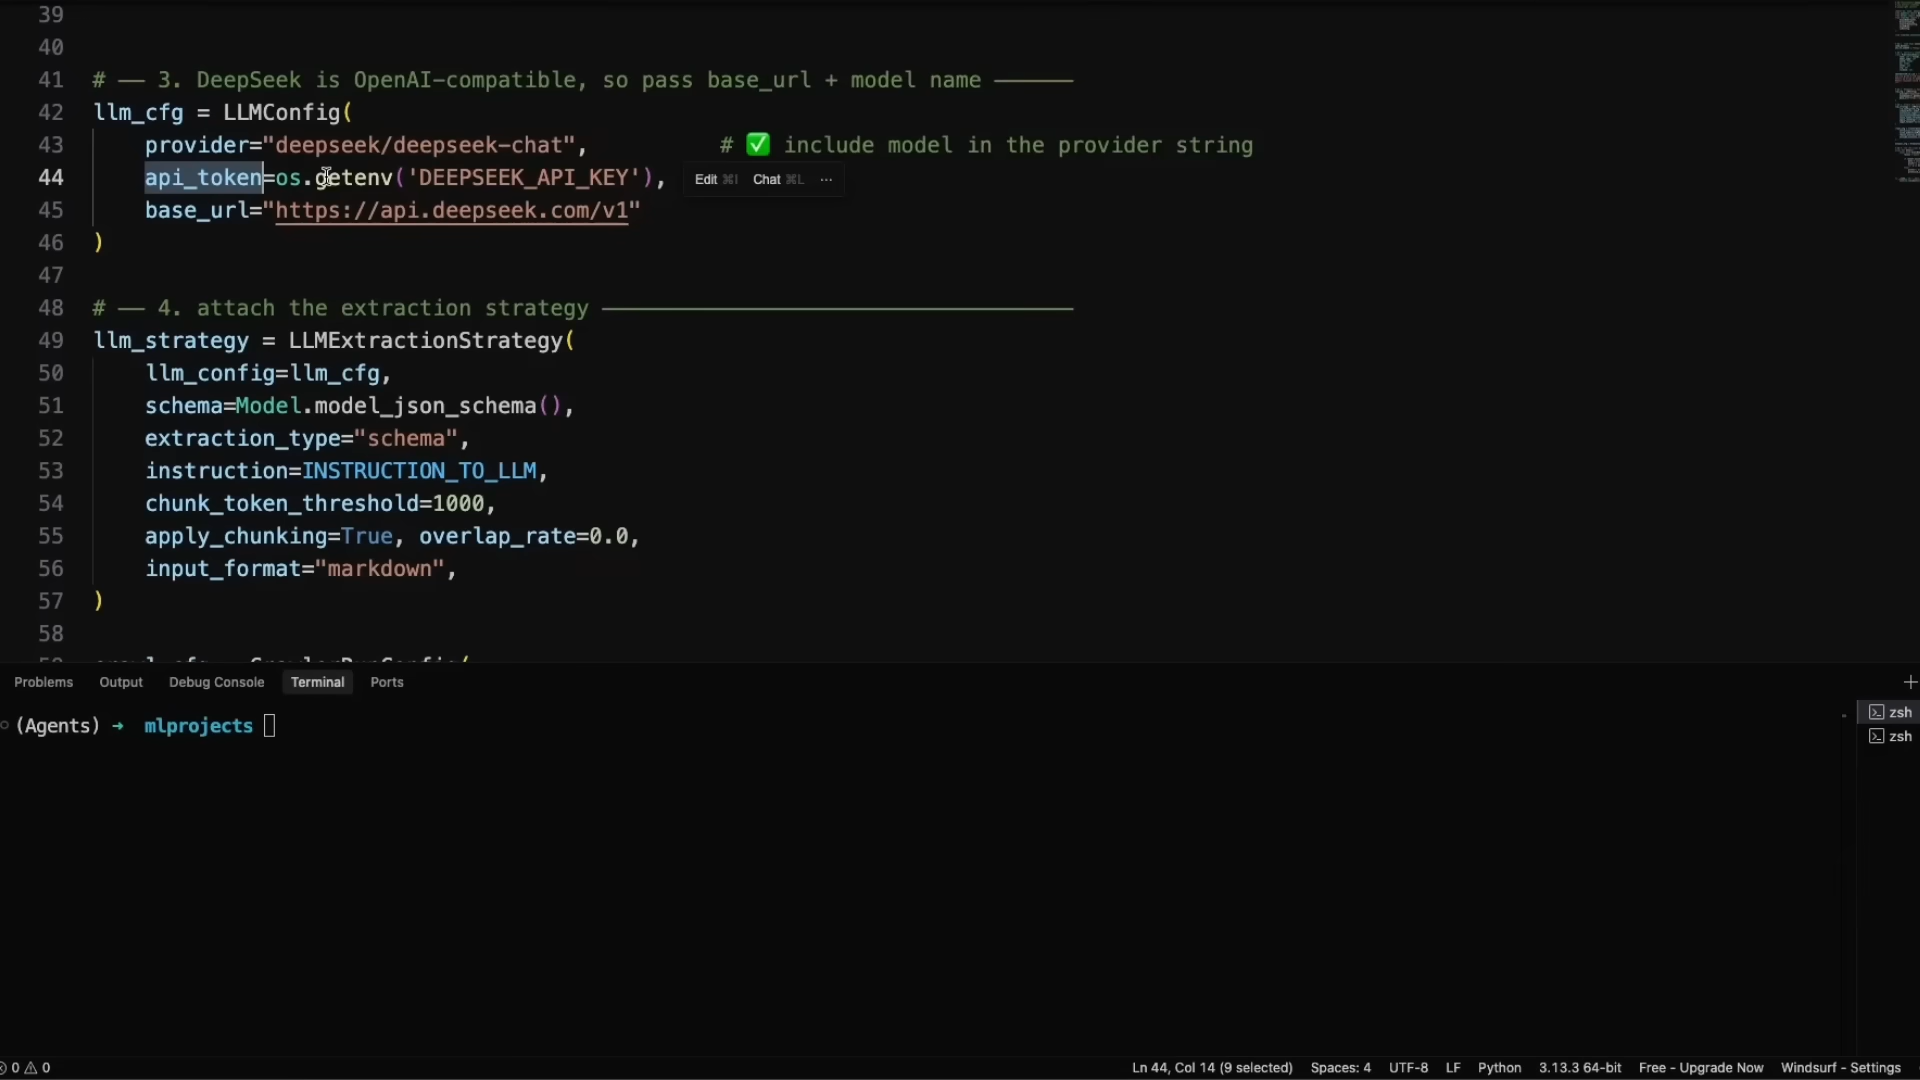 39
40
41 # —— 3. DeepSeek is OpenAI-compatible, so pass base_url + model name ———
42 llm_cfg = LLMConfig(
43 provider="deepseek/deepseek-chat", # ✅ include model in the provider string
44 api_token=os.getenv('DEEPSEEK_API_KEY'), Edit ⌘I Chat ⌘L ···
45 base_url="https://api.deepseek.com/v1"
46 )
47
48 # —— 4. attach the extraction strategy ————————————
49 llm_strategy = LLMExtractionStrategy(
50 llm_config=llm_cfg,
51 schema=Model.model_json_schema(),
52 extraction_type="schema",
53 instruction=INSTRUCTION_TO_LLM,
54 chunk_token_threshold=1000,
55 apply_chunking=True, overlap_rate=0.0,
56 input_format="markdown",
57 )
58
Problems Output Debug Console Terminal Ports
(Agents) → mlprojects
zsh
zsh
0 0 Ln 44, Col 14 (9 selected) Spaces: 4 UTF-8 LF Python 3.13.3 64-bit Free - Upgrade Now Windsurf - Settings